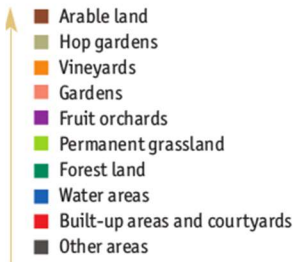 Arable land
Hop gardens
Vineyards
Gardens
Fruit orchards
Permanent grassland
Forest land
Water areas
Built-up areas and courtyards
Other areas